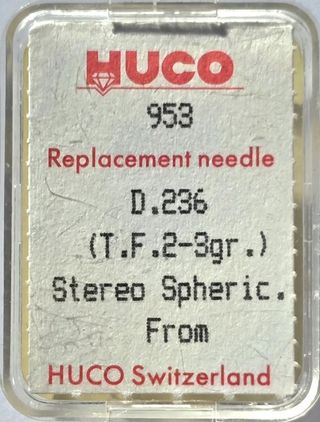 HUCO
953
Replacement needle
D.236
(T.F.2-3gr.)
Stereo Spheric.
From
HUCO Switzerland